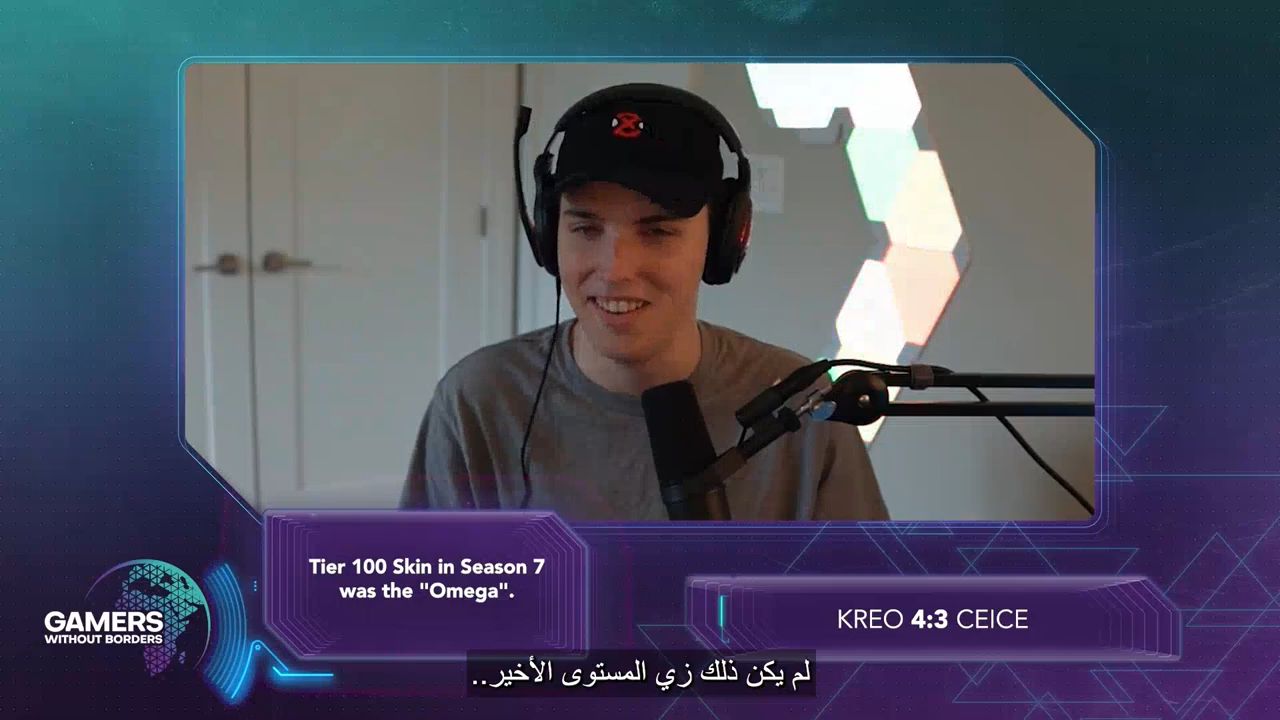 Tier 100 Skin in Season 7
was the "Omega".
GAMERS
WITHOUT BORDERS
KREO 4:3 CEICE
لم يكن ذلك زي المستوى الأخير..